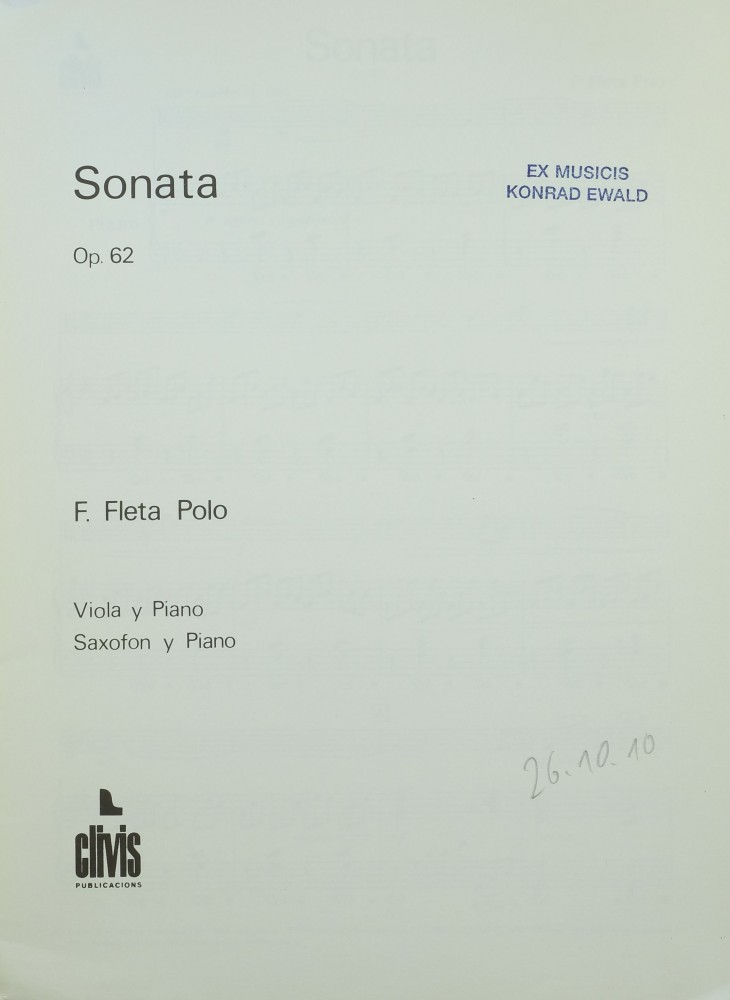 Sonata
EX MUSICIS
KONRAD EWALD
Op. 62
F. Fleta Polo
Viola y Piano
Saxofon y Piano
26.10.10
clivis
PUBLICACIONS